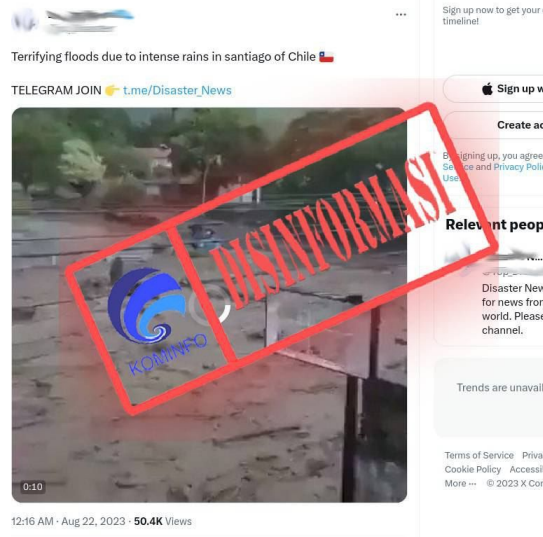 Terrifying floods due to intense rains in santiago of Chile 🇨🇱
TELEGRAM JOIN 👉 t.me/Disaster_News
KOMINFO
DISINFORMASI
0:10
12:16 AM · Aug 22, 2023 · 50.4K Views
Sign up now to get your
timeline!
Sign up w
Create ac
signing up, you agree
and Privacy Poli
Use
Relevant peop
Disaster New
for news from
world. Please
channel.
Trends are unavail
Terms of Service Priva
Cookie Policy Accessi
More ··· © 2023 X Cor